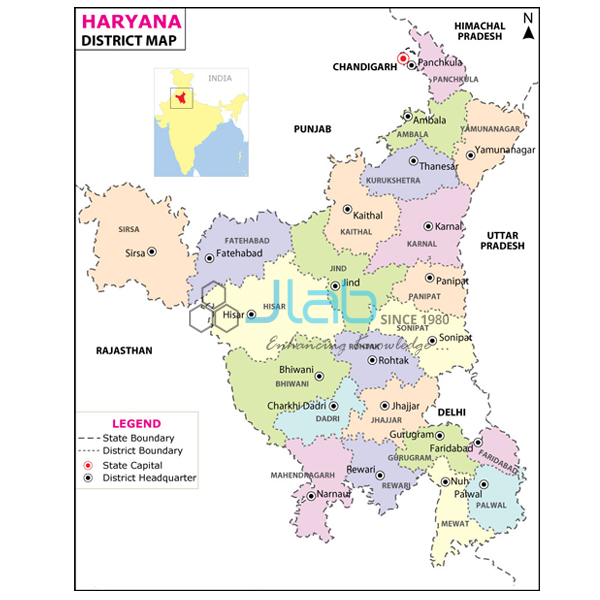 HARYANA
DISTRICT MAP
INDIA
N
HIMACHAL
PRADESH
CHANDIGARH
Panchkula
PANCHKULA
PUNJAB
Ambala
AMBALA
YAMUNANAGAR
Yamunanagar
Thanesar
KURUKSHETRA
Kaithal
KAITHAL
Karnal
KARNAL
UTTAR
PRADESH
SIRSA
Sirsa
FATEHABAD
Fatehabad
JIND
Jind
Panipat
PANIPAT
HISAR
Hisar
Jlab
SINCE 1980
Enhancing Knowledge...
SONIPAT
Sonipat
ROHTAK
Rohtak
RAJASTHAN
Bhiwani
BHIWANI
Charkhi Dadri
DADRI
Jhajjar
JHAJJAR
DELHI
Gurugram
GURUGRAM
Faridabad
FARIDABAD
MAHENDRAGARH
Narnaul
Rewari
REWARI
Nuh
MEWAT
Palwal
PALWAL
LEGEND
State Boundary
District Boundary
State Capital
District Headquarter